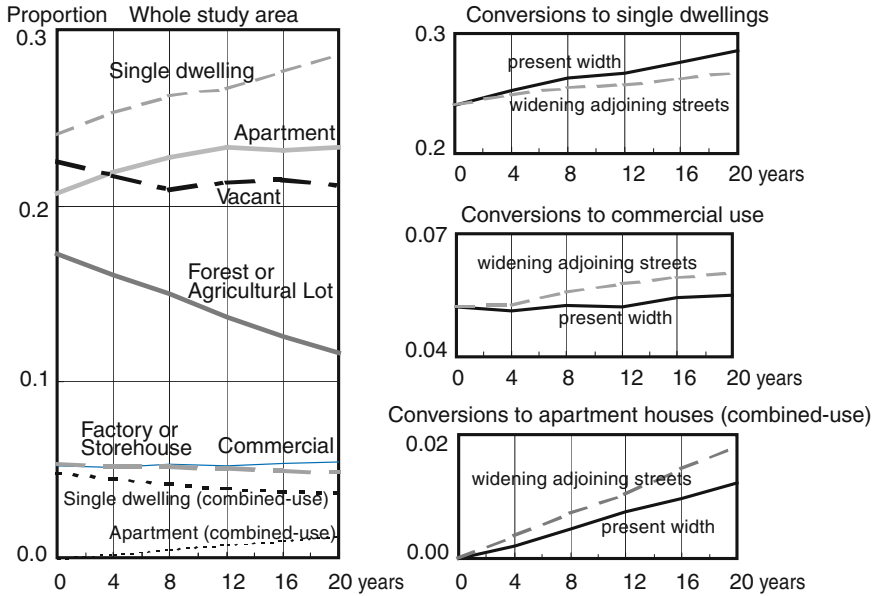 Proportion Whole study area
0.3
Single dwelling
Apartment
Vacant
0.2
Forest or
Agricultural Lot
0.1
Factory or
Storehouse
Commercial
Single dwelling (combined-use)
Apartment (combined-use)
0.0
0 4 8 12 16 20 years
Conversions to single dwellings
0.3
present width
widening adjoining streets
0.2
0 4 8 12 16 20 years
Conversions to commercial use
0.07
widening adjoining streets
present width
0.04
0 4 8 12 16 20 years
Conversions to apartment houses (combined-use)
0.02
widening adjoining streets
present width
0.00
0 4 8 12 16 20 years